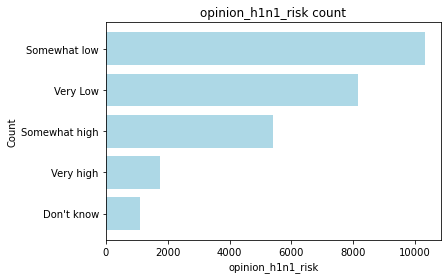 opinion_h1n1_risk count
Somewhat low
Very Low
Somewhat high
Very high
Don't know
Count
0 2000 4000 6000 8000 10000
opinion_h1n1_risk